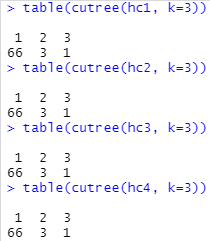 > table(cutree(hc1, k=3))
 1  2  3
66  3  1
> table(cutree(hc2, k=3))
 1  2  3
66  3  1
> table(cutree(hc3, k=3))
 1  2  3
66  3  1
> table(cutree(hc4, k=3))
 1  2  3
66  3  1